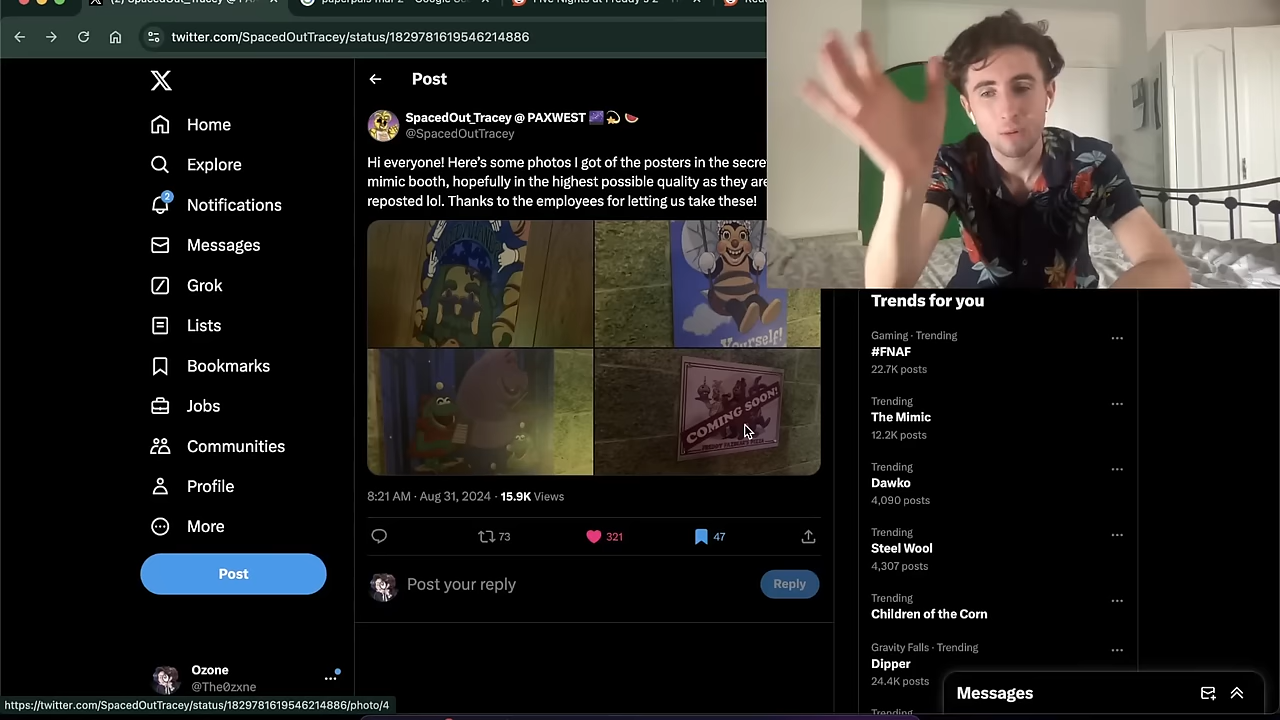 (2) SpacedOut_Tracey @ PA
twitter.com/SpacedOutTracey/status/1829781619546214886
Post
Home
Explore
2
Notifications
Messages
Grok
Lists
Bookmarks
Jobs
Communities
Profile
More
Post
Ozone
@The0zxne
SpacedOut_Tracey @ PAXWEST
@SpacedOutTracey
Hi everyone! Here's some photos I got of the posters in the secre
mimic booth, hopefully in the highest possible quality as they are
reposted lol. Thanks to the employees for letting us take these!
Yourself!
COMING SOON!
8:21 AM · Aug 31, 2024 · 15.9K Views
73
321
47
Post your reply
Reply
Trends for you
Gaming · Trending
#FNAF
22.7K posts
Trending
The Mimic
12.2K posts
Trending
Dawko
4,090 posts
Trending
Steel Wool
4,307 posts
Trending
Children of the Corn
Gravity Falls · Trending
Dipper
24.4K posts
Trending
Messages
https://twitter.com/SpacedOutTracey/status/1829781619546214886/photo/4